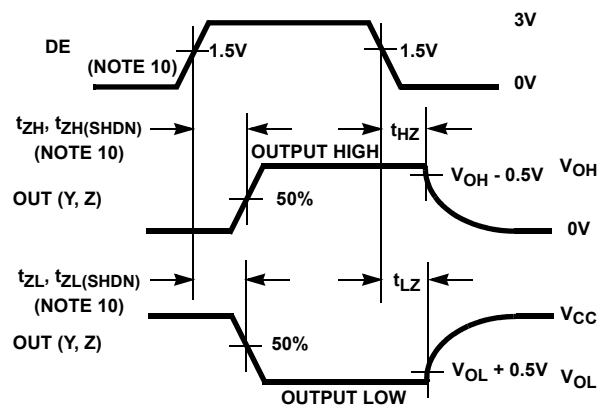 3V
DE
1.5V
1.5V
(NOTE 10)
0V
tZH, tZH(SHDN)
(NOTE 10)
tHZ
OUTPUT HIGH
VOH - 0.5V
VOH
OUT (Y, Z)
50%
0V
tZL, tZL(SHDN)
(NOTE 10)
tLZ
VCC
OUT (Y, Z)
50%
VOL + 0.5V
VOL
OUTPUT LOW